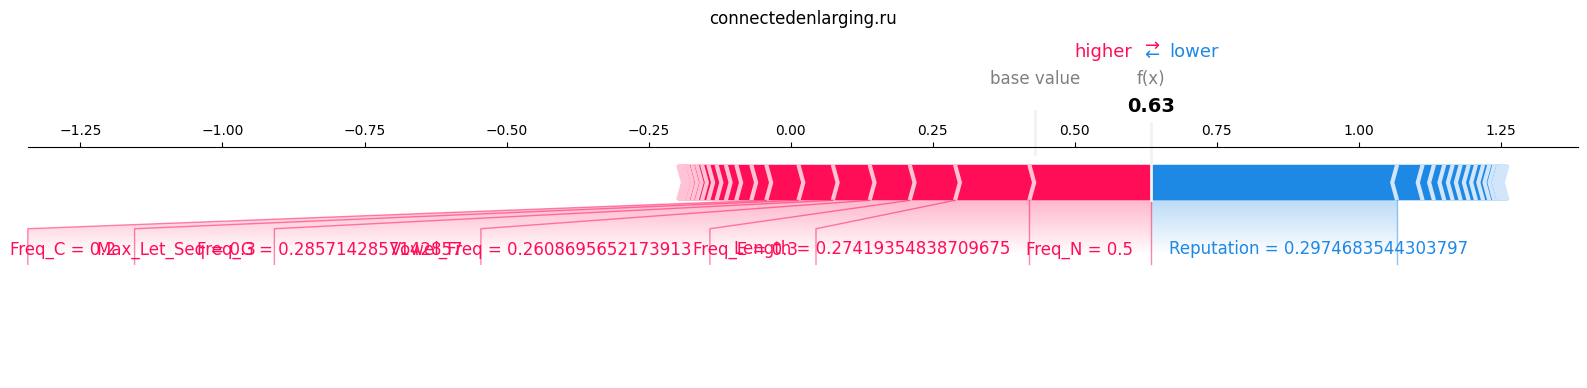 connectedenlarging.ru
higher ⇄ lower
base value f(x)
0.63
−1.25 −1.00 −0.75 −0.50 −0.25 0.00 0.25 0.50 0.75 1.00 1.25
Freq_C = 0.2 Max_Let_Seq = 0.3 Freq_G = 0.2857142857142857 Vowel_Freq = 0.2608695652173913 Freq_E = 0.3 Length = 0.27419354838709675 Freq_N = 0.5 Reputation = 0.2974683544303797